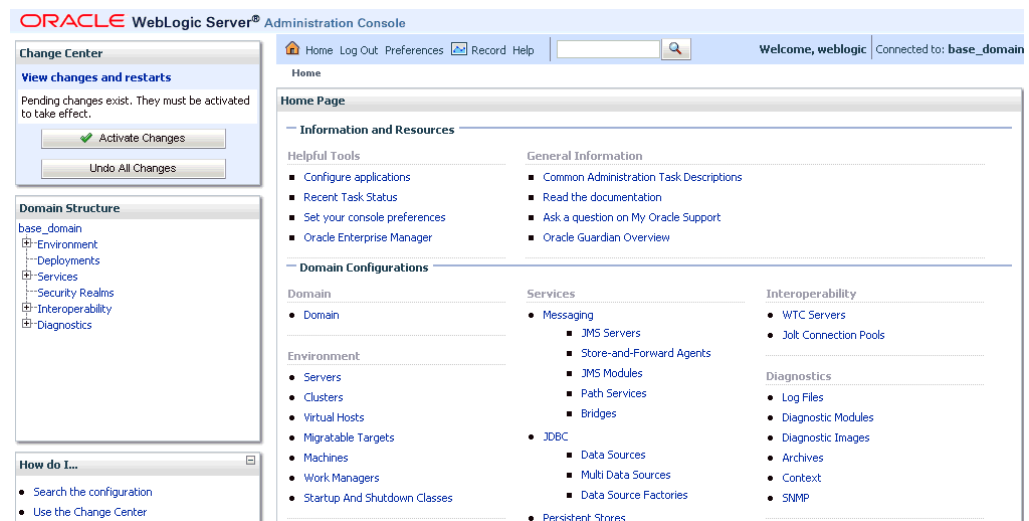 ORACLE WebLogic Server® Administration Console
Change Center
View changes and restarts
Pending changes exist. They must be activated
to take effect.
Activate Changes
Undo All Changes
Domain Structure
base_domain
Environment
Deployments
Services
Security Realms
Interoperability
Diagnostics
How do I...
Search the configuration
Use the Change Center
Home Log Out Preferences Record Help
Welcome, weblogic Connected to: base_domain
Home
Home Page
Information and Resources
Helpful Tools
Configure applications
Recent Task Status
Set your console preferences
Oracle Enterprise Manager
General Information
Common Administration Task Descriptions
Read the documentation
Ask a question on My Oracle Support
Oracle Guardian Overview
Domain Configurations
Domain
Domain
Environment
Servers
Clusters
Virtual Hosts
Migratable Targets
Machines
Work Managers
Startup And Shutdown Classes
Services
Messaging
JMS Servers
Store-and-Forward Agents
JMS Modules
Path Services
Bridges
JDBC
Data Sources
Multi Data Sources
Data Source Factories
Persistent Stores
Interoperability
WTC Servers
Jolt Connection Pools
Diagnostics
Log Files
Diagnostic Modules
Diagnostic Images
Archives
Context
SNMP